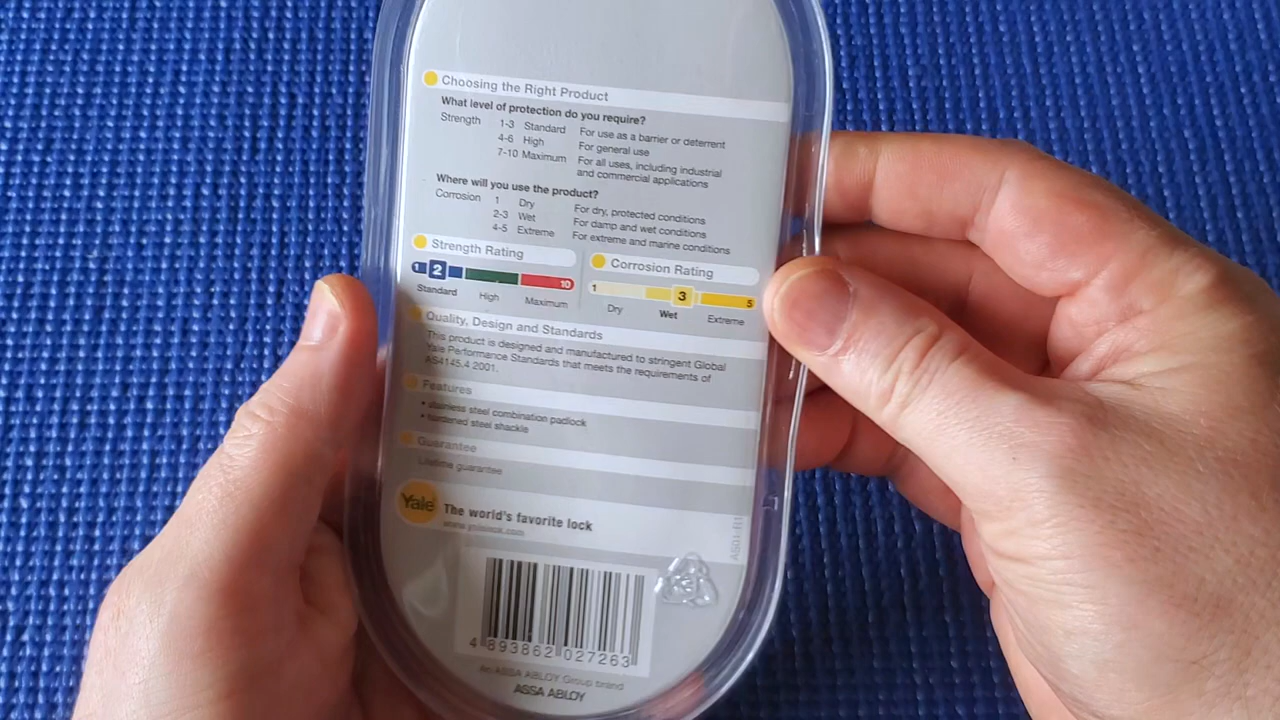 Choosing the Right Product
What level of protection do you require?
Strength 1-3 Standard For use as a barrier or deterrent
4-6 High For general use
7-10 Maximum For all uses, including industrial
and commercial applications
Where will you use the product?
Corrosion 1 Dry For dry, protected conditions
2-3 Wet For damp and wet conditions
4-5 Extreme For extreme and marine conditions
Strength Rating
1 2 10
Standard High Maximum
Corrosion Rating
1 3 5
Dry Wet Extreme
Quality, Design and Standards
This product is designed and manufactured to stringent Global
Yale Performance Standards that meets the requirements of
AS4145.4 2001.
Features
• stainless steel combination padlock
• hardened steel shackle
Guarantee
Lifetime guarantee
Yale The world's favorite lock
www.yalelock.com
4 893862 027263
An ASSA ABLOY Group brand
ASSA ABLOY